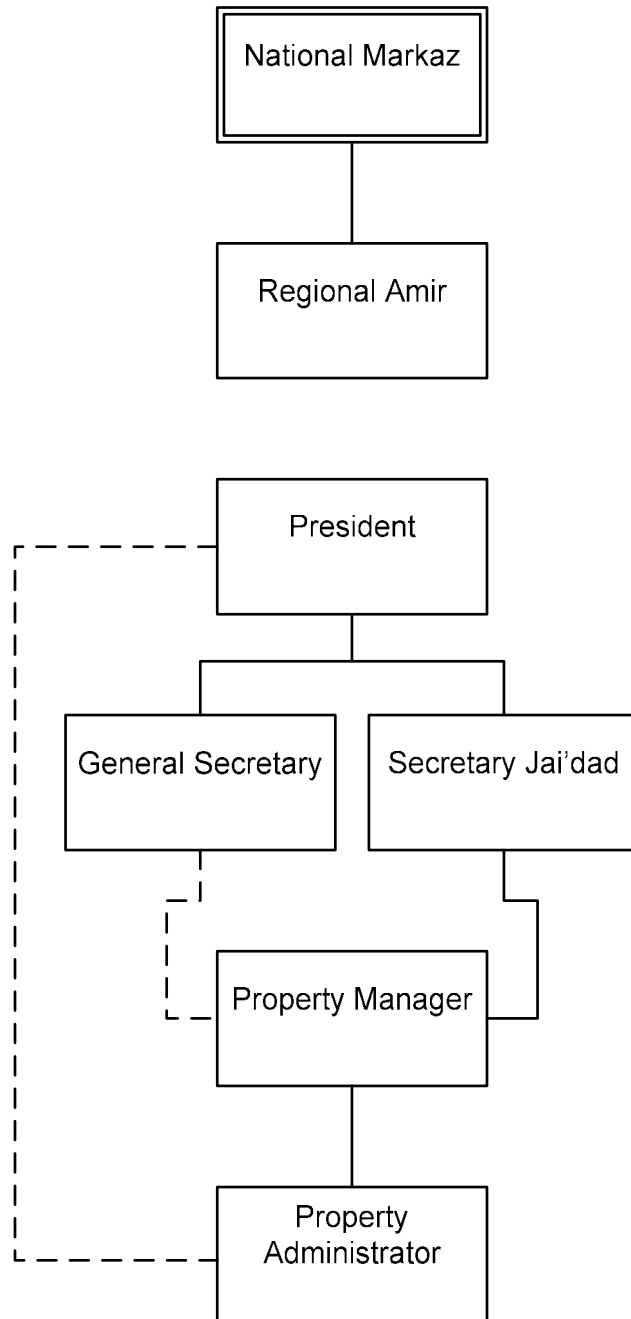 National Markaz
Regional Amir
President
General Secretary
Secretary Jai’dad
Property Manager
Property
Administrator